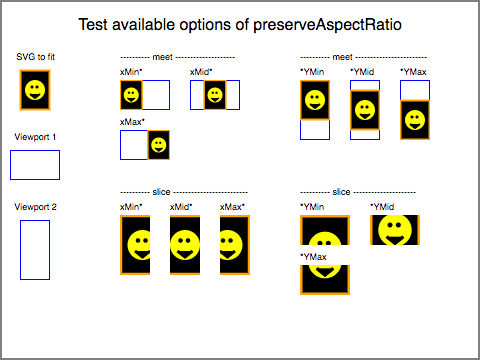 Test available options of preserveAspectRatio
SVG to fit
---------- meet --------------------
---------- meet --------------------
xMin*
xMid*
*YMin
*YMid
*YMax
xMax*
Viewport 1
---------- slice -------------------------
---------- slice ---------------------
Viewport 2
xMin*
xMid*
xMax*
*YMin
*YMid
*YMax